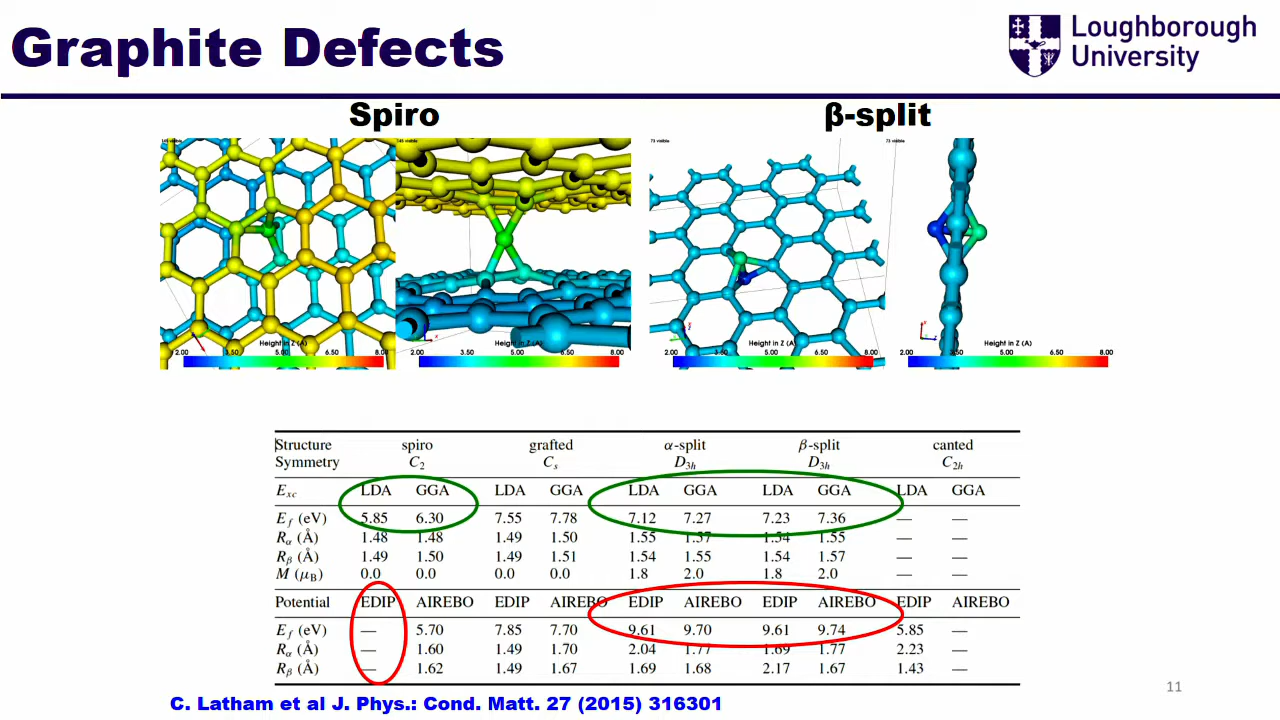 Graphite Defects
Loughborough
University
Spiro
β-split
73 visible
73 visible
Height in Z (A)
2.00 3.50 5.00 6.50 8.00
Height in Z (A)
2.00 3.50 5.00 6.50 8.00
Height in Z (A)
2.00 3.50 5.00 6.50 8.00
Height in Z (A)
2.00 3.50 5.00 6.50 8.00
Structure spiro grafted α-split β-split canted
Symmetry C2 Cs D3h D3h C2h
Exc LDA GGA LDA GGA LDA GGA LDA GGA LDA GGA
Ef (eV) 5.85 6.30 7.55 7.78 7.12 7.27 7.23 7.36 — —
Rα (Å) 1.48 1.48 1.49 1.50 1.55 1.57 1.54 1.55 — —
Rβ (Å) 1.49 1.50 1.49 1.51 1.54 1.55 1.54 1.57 — —
M (μB) 0.0 0.0 0.0 0.0 1.8 2.0 1.8 2.0 — —
Potential EDIP AIREBO EDIP AIREBO EDIP AIREBO EDIP AIREBO EDIP AIREBO
Ef (eV) — 5.70 7.85 7.70 9.61 9.70 9.61 9.74 5.85 —
Rα (Å) — 1.60 1.49 1.70 2.04 1.77 1.69 1.77 2.23 —
Rβ (Å) — 1.62 1.49 1.67 1.69 1.68 2.17 1.67 1.43 —
C. Latham et al J. Phys.: Cond. Matt. 27 (2015) 316301
11